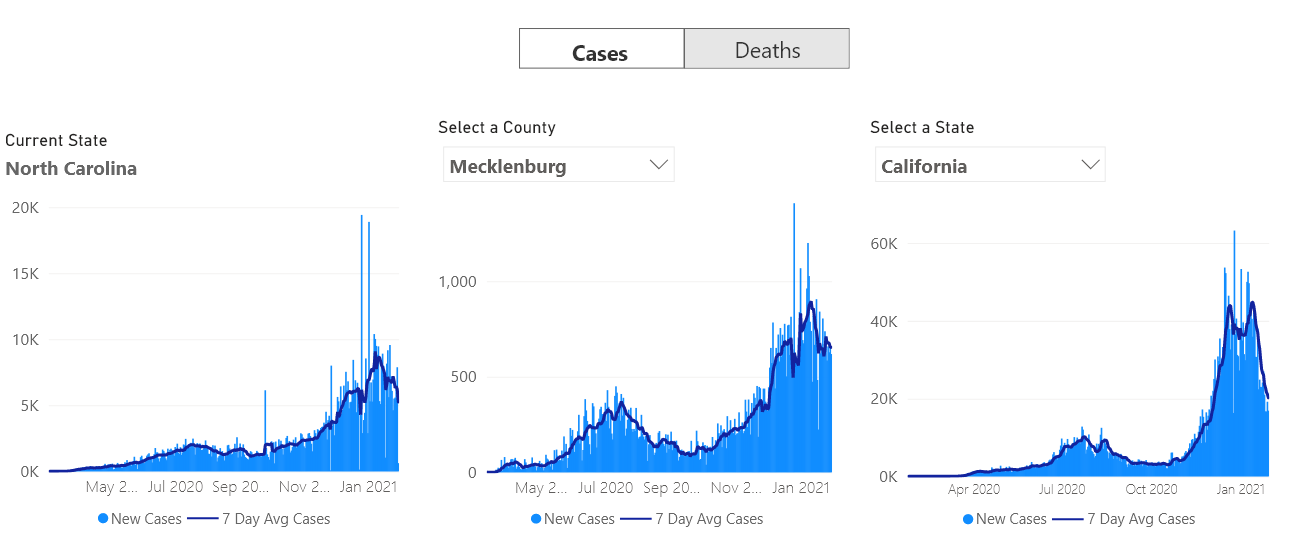 Cases
Deaths
Current State
North Carolina
20K
15K
10K
5K
0K
May 2... Jul 2020 Sep 20... Nov 2... Jan 2021
New Cases 7 Day Avg Cases
Select a County
Mecklenburg
1,000
500
0
May 2... Jul 2020 Sep 20... Nov 2... Jan 2021
New Cases 7 Day Avg Cases
Select a State
California
60K
40K
20K
0K
Apr 2020 Jul 2020 Oct 2020 Jan 2021
New Cases 7 Day Avg Cases